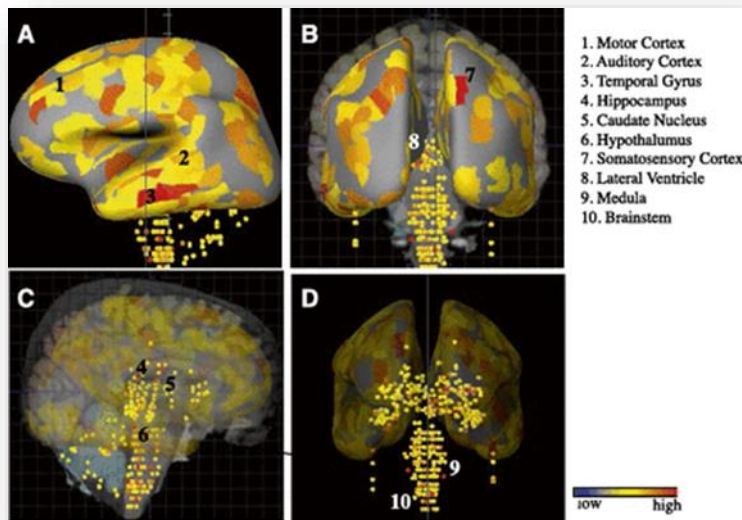 A
B
1
2
3
7
8
1. Motor Cortex
2. Auditory Cortex
3. Temporal Gyrus
4. Hippocampus
5. Caudate Nucleus
6. Hypothalumus
7. Somatosensory Cortex
8. Lateral Ventricle
9. Medula
10. Brainstem
C
D
4
5
6
9
10
low
high